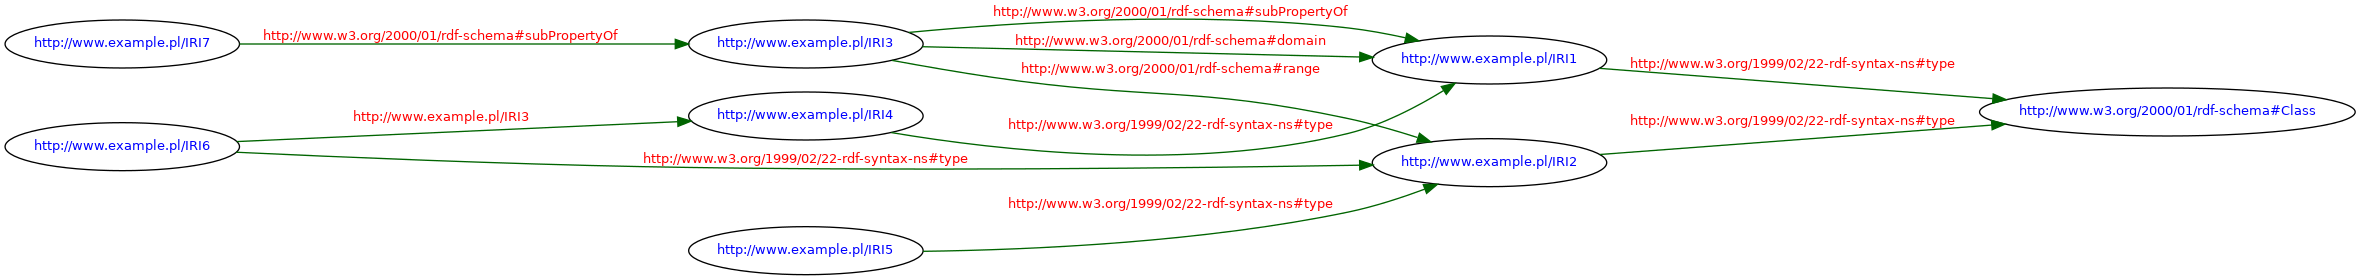 http://www.w3.org/2000/01/rdf-schema#subPropertyOf
http://www.example.pl/IRI7
http://www.w3.org/2000/01/rdf-schema#subPropertyOf
http://www.example.pl/IRI3
http://www.w3.org/2000/01/rdf-schema#domain
http://www.example.pl/IRI1
http://www.w3.org/2000/01/rdf-schema#range
http://www.w3.org/1999/02/22-rdf-syntax-ns#type
http://www.example.pl/IRI3
http://www.example.pl/IRI4
http://www.w3.org/2000/01/rdf-schema#Class
http://www.w3.org/1999/02/22-rdf-syntax-ns#type
http://www.w3.org/1999/02/22-rdf-syntax-ns#type
http://www.example.pl/IRI6
http://www.w3.org/1999/02/22-rdf-syntax-ns#type
http://www.example.pl/IRI2
http://www.w3.org/1999/02/22-rdf-syntax-ns#type
http://www.example.pl/IRI5